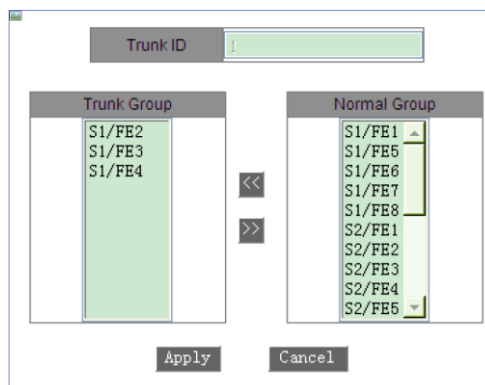 Trunk ID 1
Trunk Group
S1/FE2
S1/FE3
S1/FE4
<<
>>
Normal Group
S1/FE1
S1/FE5
S1/FE6
S1/FE7
S1/FE8
S2/FE1
S2/FE2
S2/FE3
S2/FE4
S2/FE5
Apply Cancel